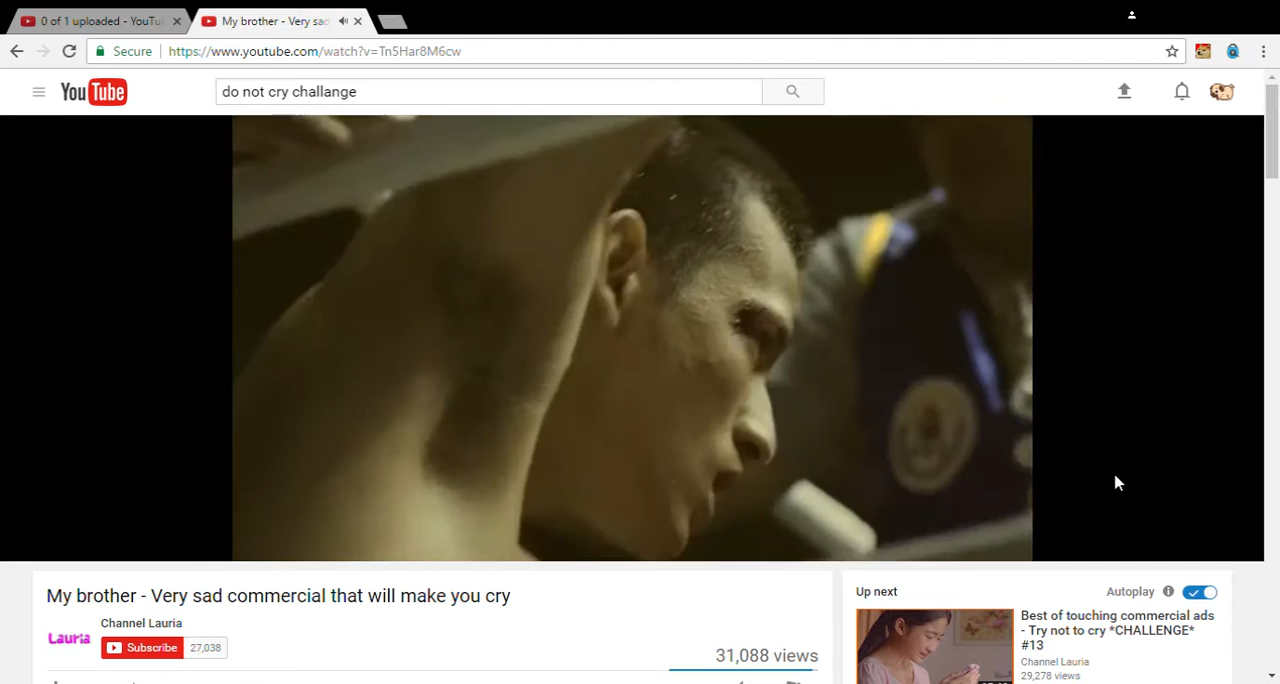 0 of 1 uploaded - YouTu
My brother - Very sad
Secure
https://www.youtube.com/watch?v=Tn5Har8M6cw
YouTube
do not cry challange
My brother - Very sad commercial that will make you cry
Lauria
Channel Lauria
Subscribe 27,038
31,088 views
Up next
Autoplay
Best of touching commercial ads
- Try not to cry *CHALLENGE*
#13
Channel Lauria
29,278 views